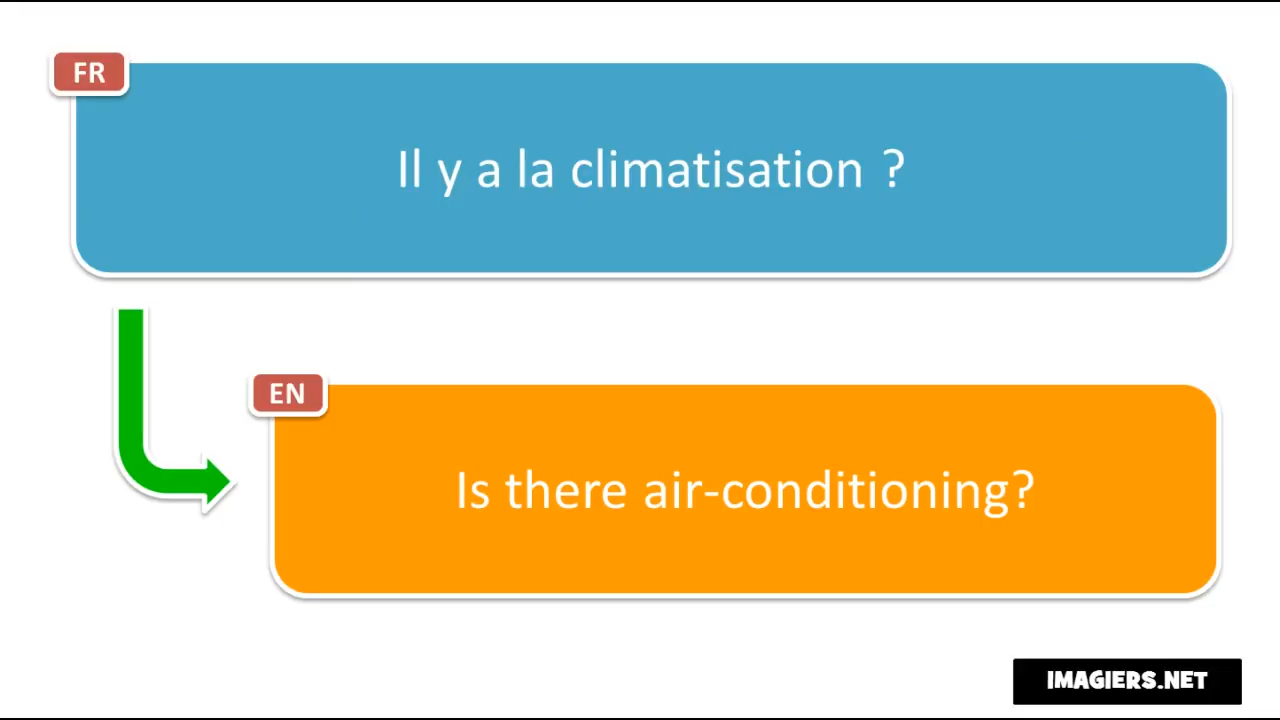 FR
Il y a la climatisation ?
EN
Is there air-conditioning?
IMAGIERS.NET